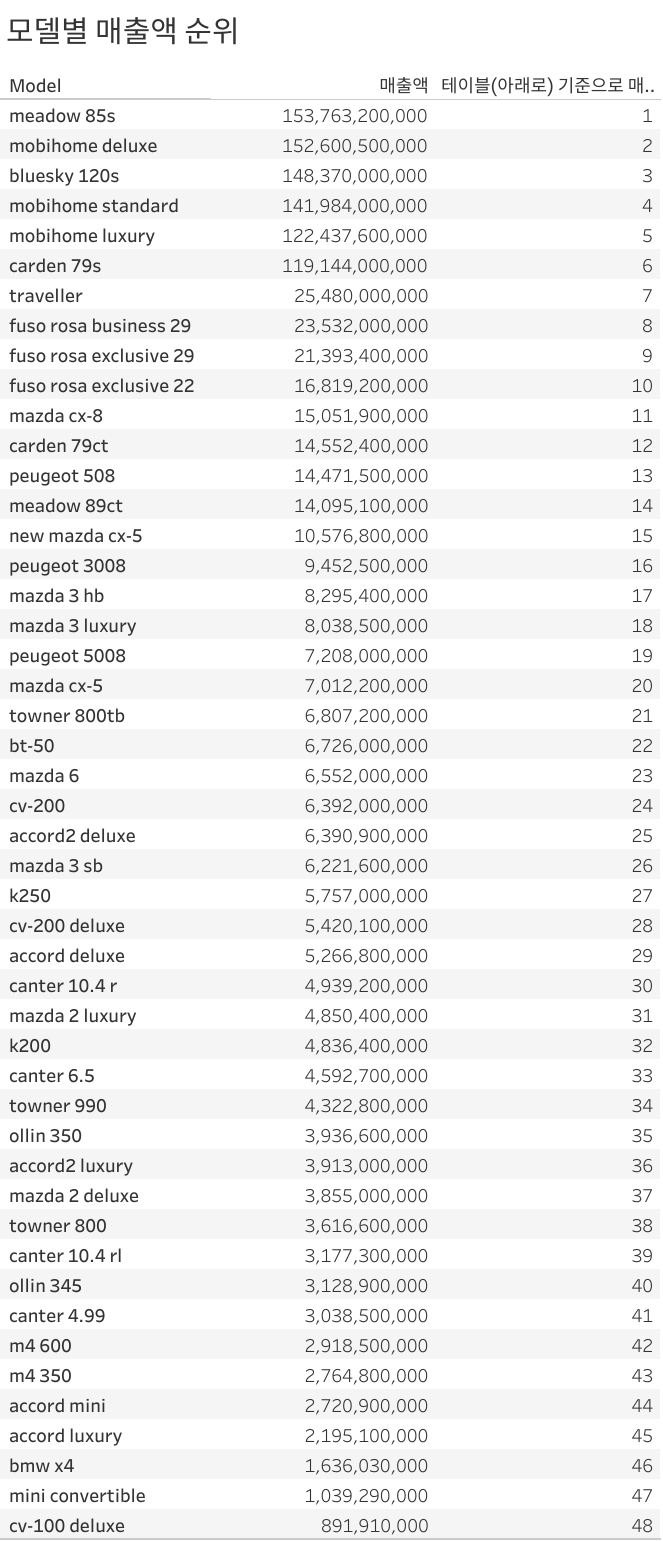 모델별 매출액 순위
Model 매출액 테이블(아래로) 기준으로 매..
meadow 85s 153,763,200,000 1
mobihome deluxe 152,600,500,000 2
bluesky 120s 148,370,000,000 3
mobihome standard 141,984,000,000 4
mobihome luxury 122,437,600,000 5
carden 79s 119,144,000,000 6
traveller 25,480,000,000 7
fuso rosa business 29 23,532,000,000 8
fuso rosa exclusive 29 21,393,400,000 9
fuso rosa exclusive 22 16,819,200,000 10
mazda cx-8 15,051,900,000 11
carden 79ct 14,552,400,000 12
peugeot 508 14,471,500,000 13
meadow 89ct 14,095,100,000 14
new mazda cx-5 10,576,800,000 15
peugeot 3008 9,452,500,000 16
mazda 3 hb 8,295,400,000 17
mazda 3 luxury 8,038,500,000 18
peugeot 5008 7,208,000,000 19
mazda cx-5 7,012,200,000 20
towner 800tb 6,807,200,000 21
bt-50 6,726,000,000 22
mazda 6 6,552,000,000 23
cv-200 6,392,000,000 24
accord2 deluxe 6,390,900,000 25
mazda 3 sb 6,221,600,000 26
k250 5,757,000,000 27
cv-200 deluxe 5,420,100,000 28
accord deluxe 5,266,800,000 29
canter 10.4 r 4,939,200,000 30
mazda 2 luxury 4,850,400,000 31
k200 4,836,400,000 32
canter 6.5 4,592,700,000 33
towner 990 4,322,800,000 34
ollin 350 3,936,600,000 35
accord2 luxury 3,913,000,000 36
mazda 2 deluxe 3,855,000,000 37
towner 800 3,616,600,000 38
canter 10.4 rl 3,177,300,000 39
ollin 345 3,128,900,000 40
canter 4.99 3,038,500,000 41
m4 600 2,918,500,000 42
m4 350 2,764,800,000 43
accord mini 2,720,900,000 44
accord luxury 2,195,100,000 45
bmw x4 1,636,030,000 46
mini convertible 1,039,290,000 47
cv-100 deluxe 891,910,000 48